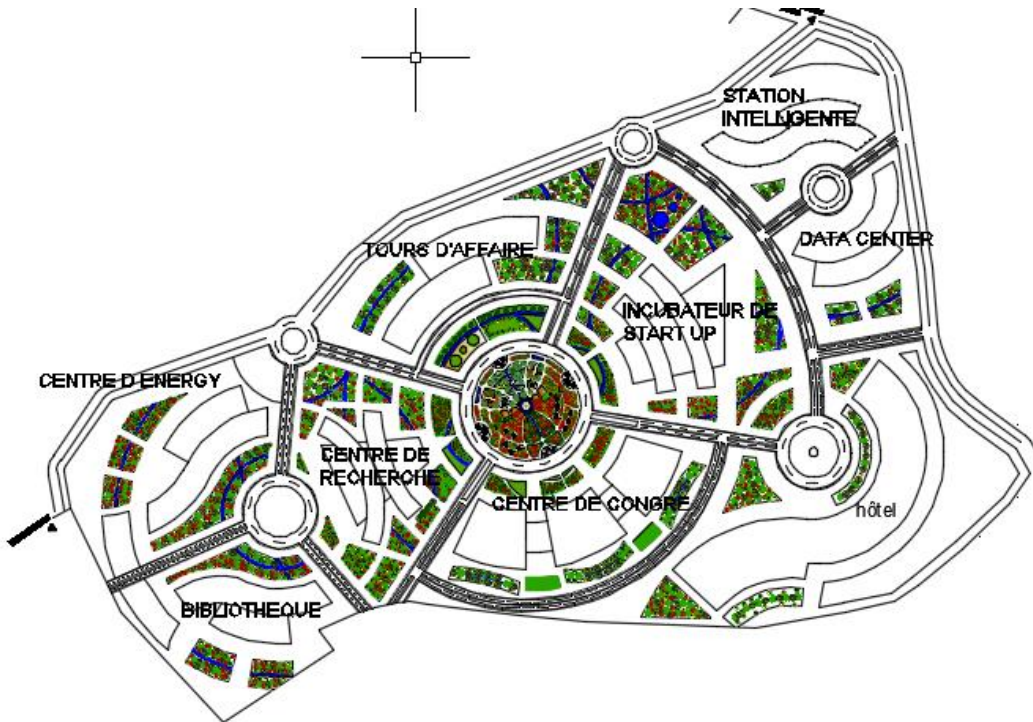 STATION
INTELLIGENTE
DATA CENTER
TOURS D'AFFAIRE
INCUBATEUR DE
START UP
CENTRE D'ENERGY
CENTRE DE
RECHERCHE
CENTRE DE CONGRE
hôtel
BIBLIOTHEQUE